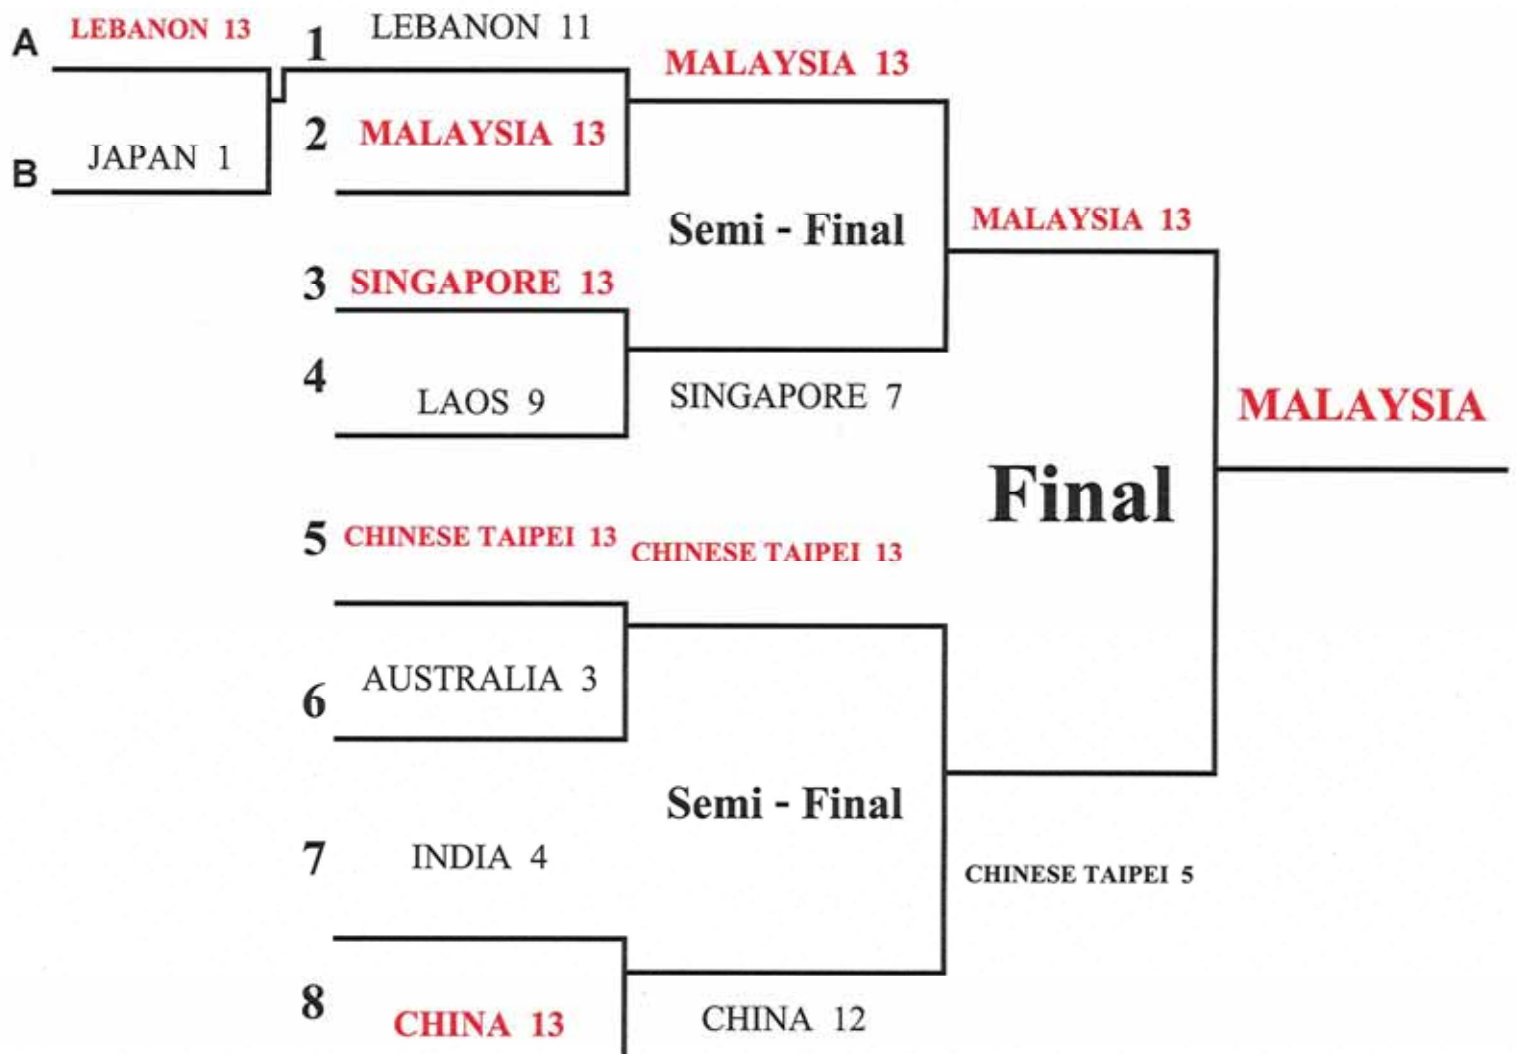 A LEBANON 13
B JAPAN 1
1 LEBANON 11
2 MALAYSIA 13
3 SINGAPORE 13
4 LAOS 9
5 CHINESE TAIPEI 13
6 AUSTRALIA 3
7 INDIA 4
8 CHINA 13
MALAYSIA 13
Semi - Final
SINGAPORE 7
CHINESE TAIPEI 13
Semi - Final
CHINA 12
MALAYSIA 13
Final
CHINESE TAIPEI 5
MALAYSIA